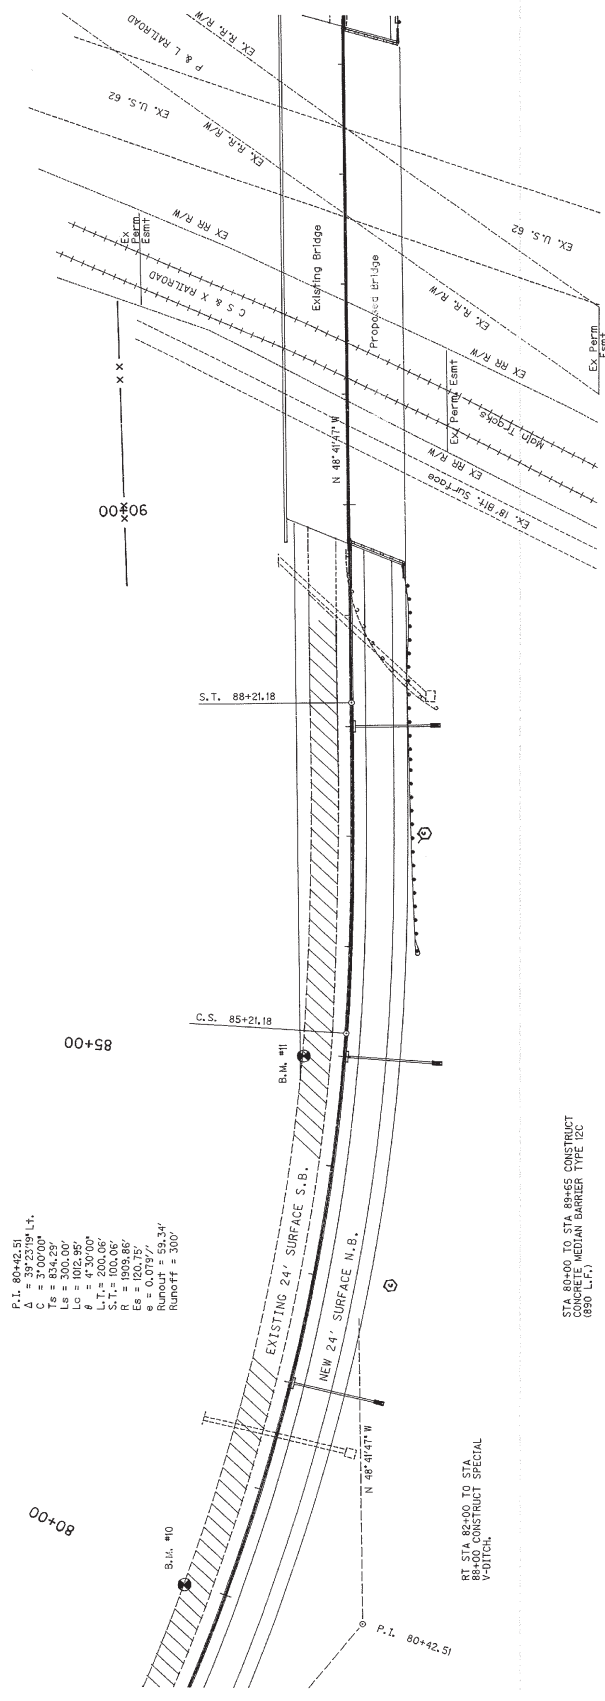 EX. R.R. R/W
P & L RAILROAD
EX. U.S. 62
EX. R.R. R/W
EX RR R/W
Ex
Perm
Esmt
C S & X RAILROAD
Existing Bridge
Proposed Bridge
EX. U.S. 62
EX. R.R. R/W
EX RR R/W
Ex Perm
Esmt
Ex Perm Esmt
Main Tracks
EX RR R/W
Ex. 18' Bit. Surface
N 48°41'47" W
90+00
S.T. 88+21.18
C.S. 85+21.18
B.M. #11
85+00
P.I. 80+42.51
Δ = 39°23'19" Lt.
C = 3°00'00"
Ts = 834.29'
Ls = 300.00'
Lc = 1012.95'
θ = 4°30'00"
L.T.= 200.06'
S.T. 100.06'
R = 1909.86'
Es = 120.75'
e = 0.079'/'
Runout = 59.34'
Runoff = 300'
EXISTING 24' SURFACE S.B.
NEW 24' SURFACE N.B.
STA 80+00 TO STA 89+65 CONSTRUCT
CONCRETE MEDIAN BARRIER TYPE 12C
(890 L.F.)
N 48°41'47" W
RT STA 82+00 TO STA
88+00 CONSTRUCT SPECIAL
V-DITCH.
80+00
B.M. #10
P.I. 80+42.51